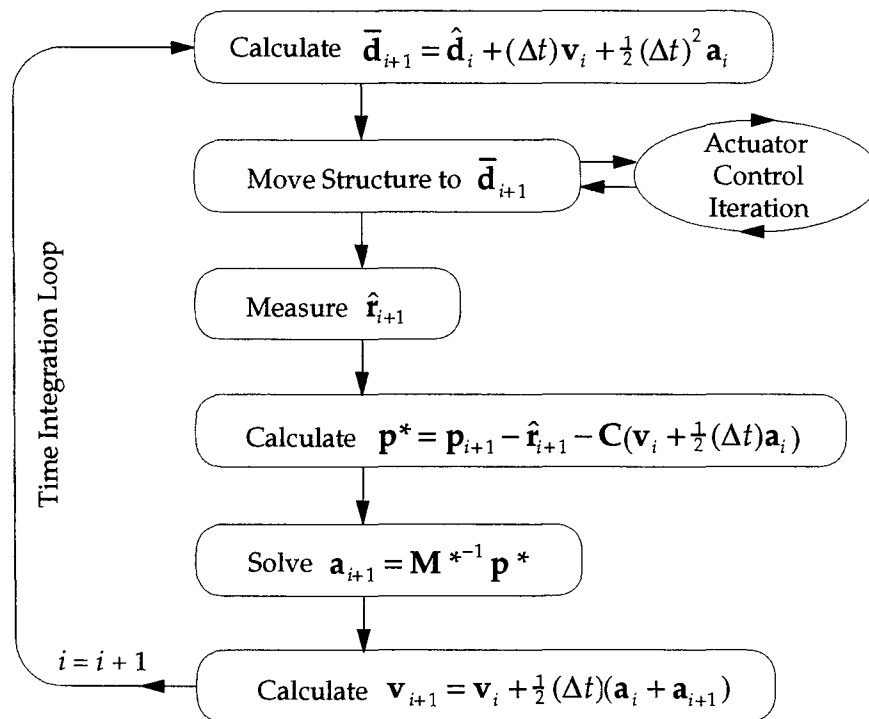 Calculate d̄ᵢ₊₁ = d̂ᵢ + (Δt)vᵢ + ½(Δt)²aᵢ
Move Structure to d̄ᵢ₊₁
Actuator
Control
Iteration
Measure r̂ᵢ₊₁
Time Integration Loop
Calculate p* = pᵢ₊₁ − r̂ᵢ₊₁ − C(vᵢ + ½(Δt)aᵢ)
Solve aᵢ₊₁ = M*⁻¹ p*
i = i + 1
Calculate vᵢ₊₁ = vᵢ + ½(Δt)(aᵢ + aᵢ₊₁)